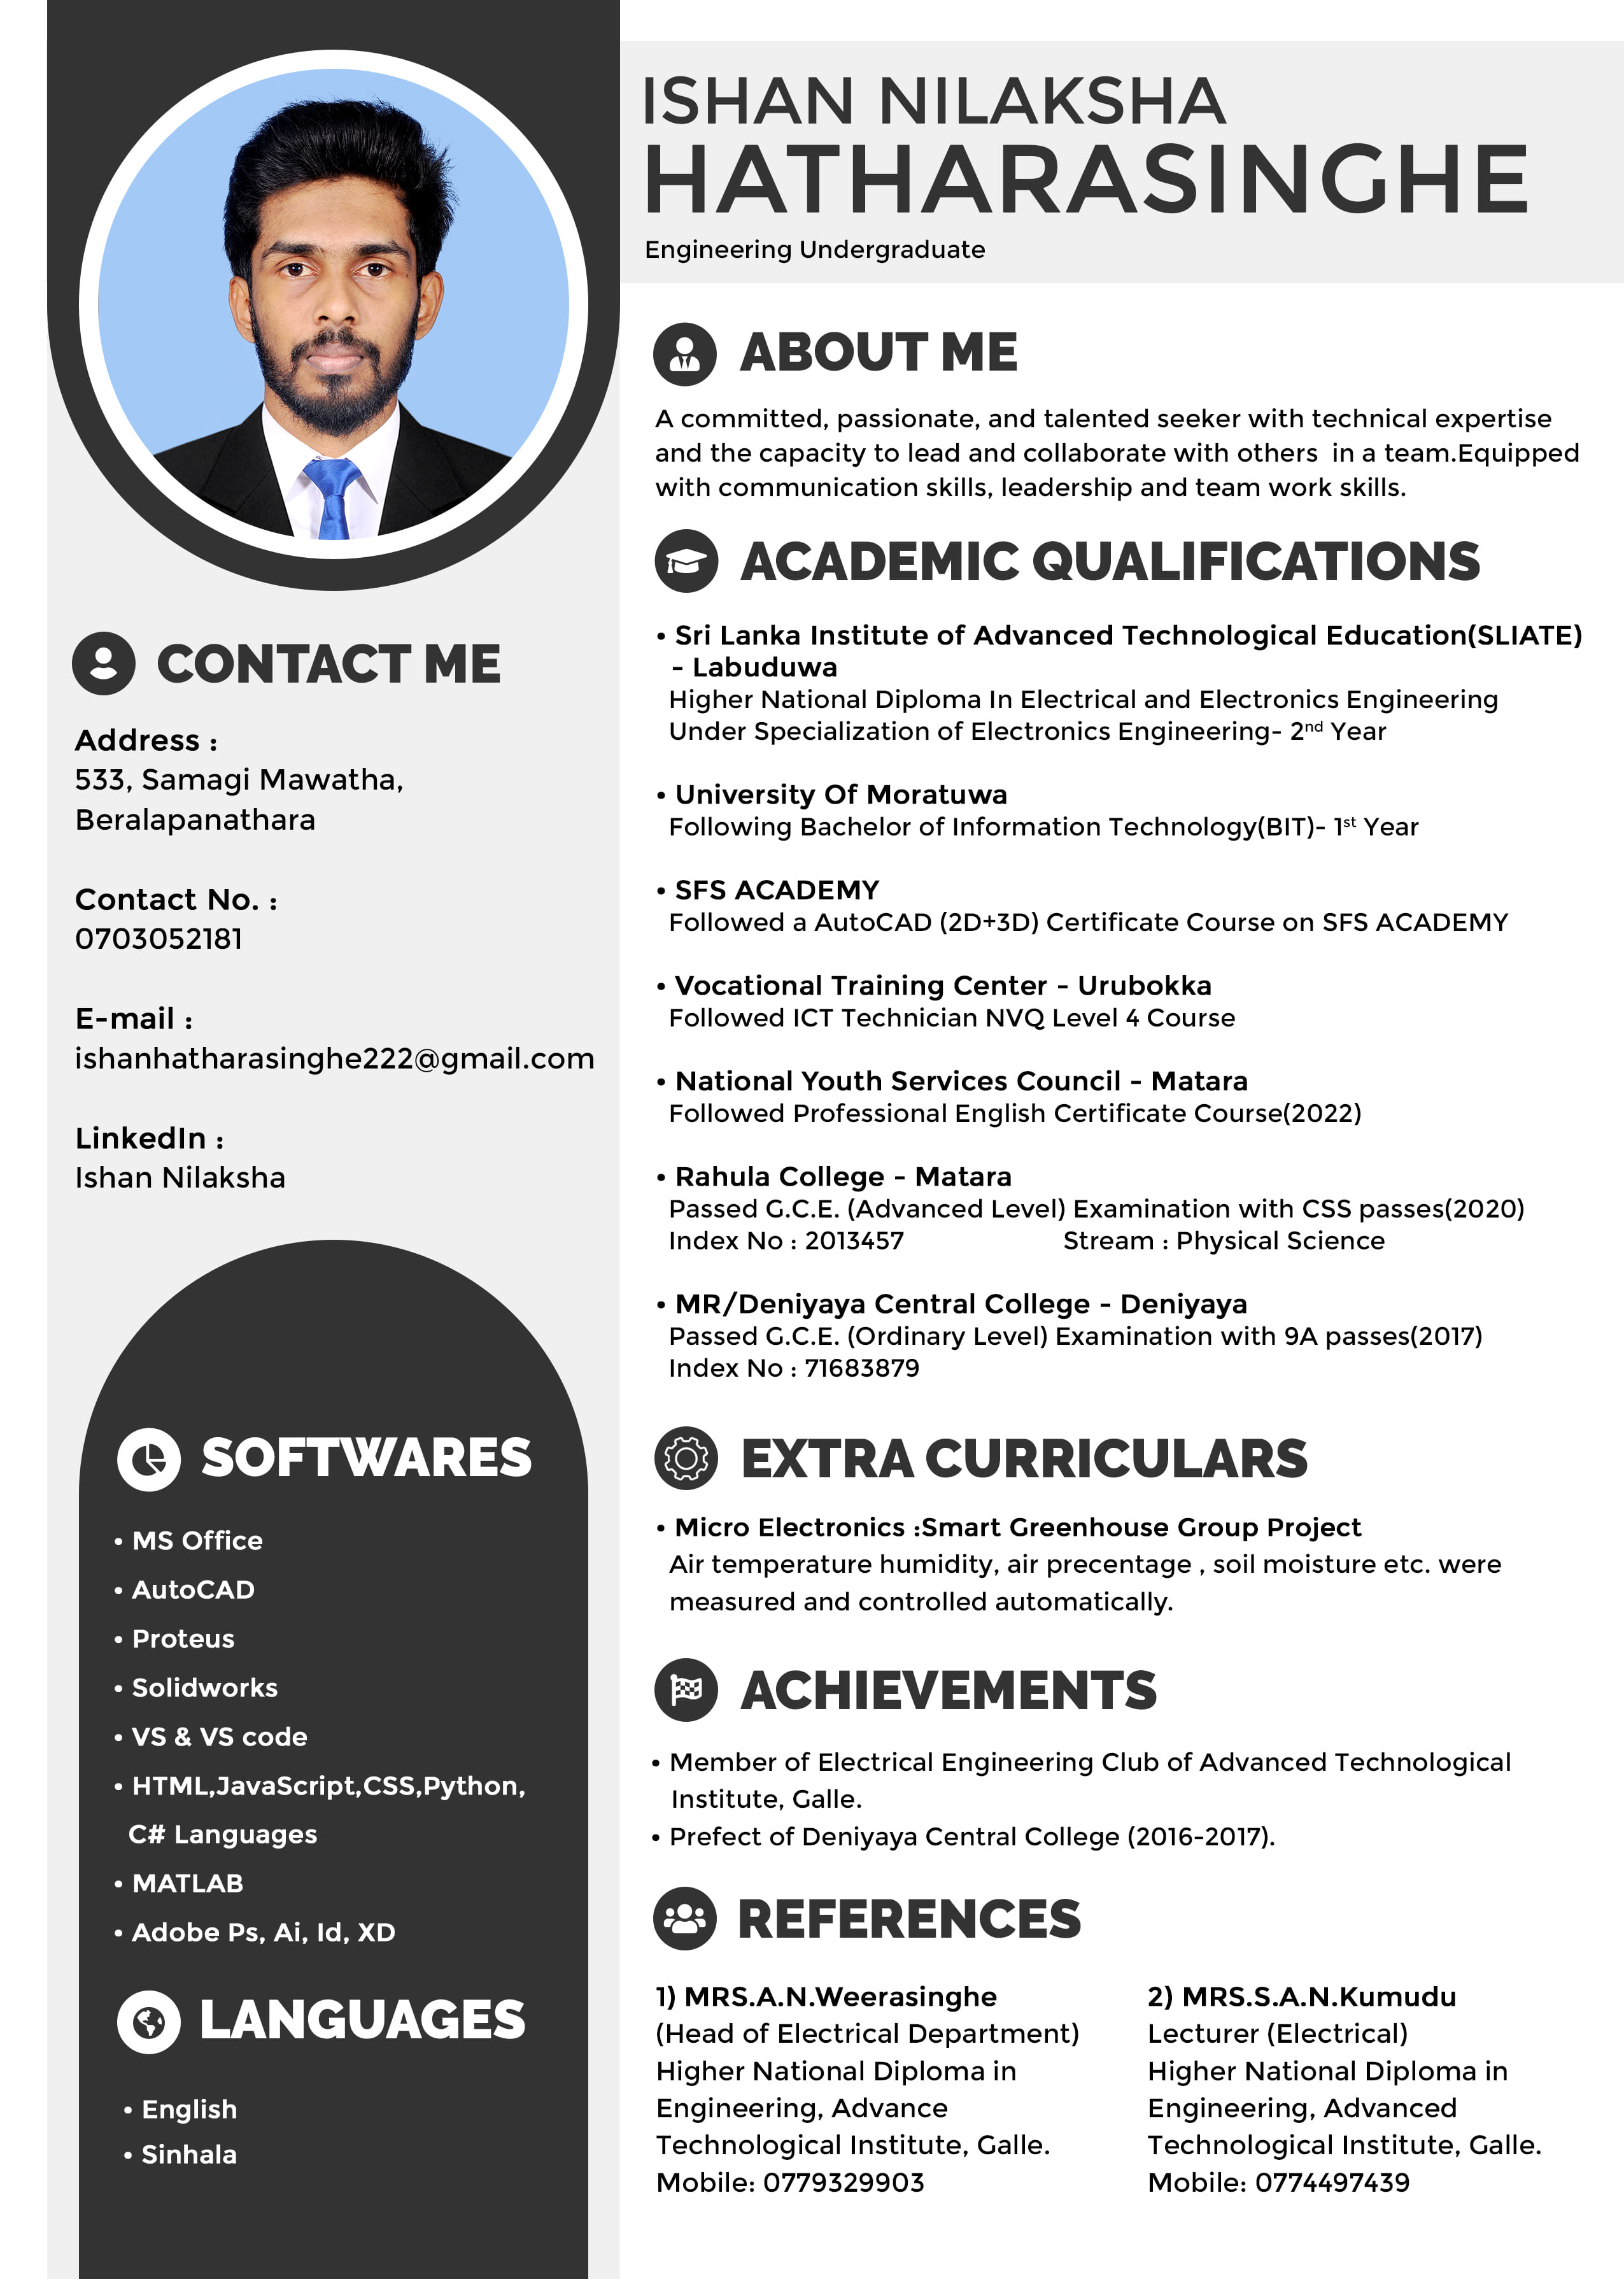 ISHAN NILAKSHA
HATHARASINGHE
Engineering Undergraduate
CONTACT ME
Address :
533, Samagi Mawatha,
Beralapanathara
Contact No. :
0703052181
E-mail :
ishanhatharasinghe222@gmail.com
LinkedIn :
Ishan Nilaksha
SOFTWARES
• MS Office
• AutoCAD
• Proteus
• Solidworks
• VS & VS code
• HTML,JavaScript,CSS,Python,
C# Languages
• MATLAB
• Adobe Ps, Ai, Id, XD
LANGUAGES
• English
• Sinhala
ABOUT ME
A committed, passionate, and talented seeker with technical expertise
and the capacity to lead and collaborate with others  in a team.Equipped
with communication skills, leadership and team work skills.
ACADEMIC QUALIFICATIONS
• Sri Lanka Institute of Advanced Technological Education(SLIATE)
- Labuduwa
Higher National Diploma In Electrical and Electronics Engineering
Under Specialization of Electronics Engineering- 2nd Year
• University Of Moratuwa
Following Bachelor of Information Technology(BIT)- 1st Year
• SFS ACADEMY
Followed a AutoCAD (2D+3D) Certificate Course on SFS ACADEMY
• Vocational Training Center - Urubokka
Followed ICT Technician NVQ Level 4 Course
• National Youth Services Council - Matara
Followed Professional English Certificate Course(2022)
• Rahula College - Matara
Passed G.C.E. (Advanced Level) Examination with CSS passes(2020)
Index No : 2013457 Stream : Physical Science
• MR/Deniyaya Central College - Deniyaya
Passed G.C.E. (Ordinary Level) Examination with 9A passes(2017)
Index No : 71683879
EXTRA CURRICULARS
• Micro Electronics :Smart Greenhouse Group Project
Air temperature humidity, air precentage , soil moisture etc. were
measured and controlled automatically.
ACHIEVEMENTS
• Member of Electrical Engineering Club of Advanced Technological
Institute, Galle.
• Prefect of Deniyaya Central College (2016-2017).
REFERENCES
1) MRS.A.N.Weerasinghe
(Head of Electrical Department)
Higher National Diploma in
Engineering, Advance
Technological Institute, Galle.
Mobile: 0779329903
2) MRS.S.A.N.Kumudu
Lecturer (Electrical)
Higher National Diploma in
Engineering, Advanced
Technological Institute, Galle.
Mobile: 0774497439